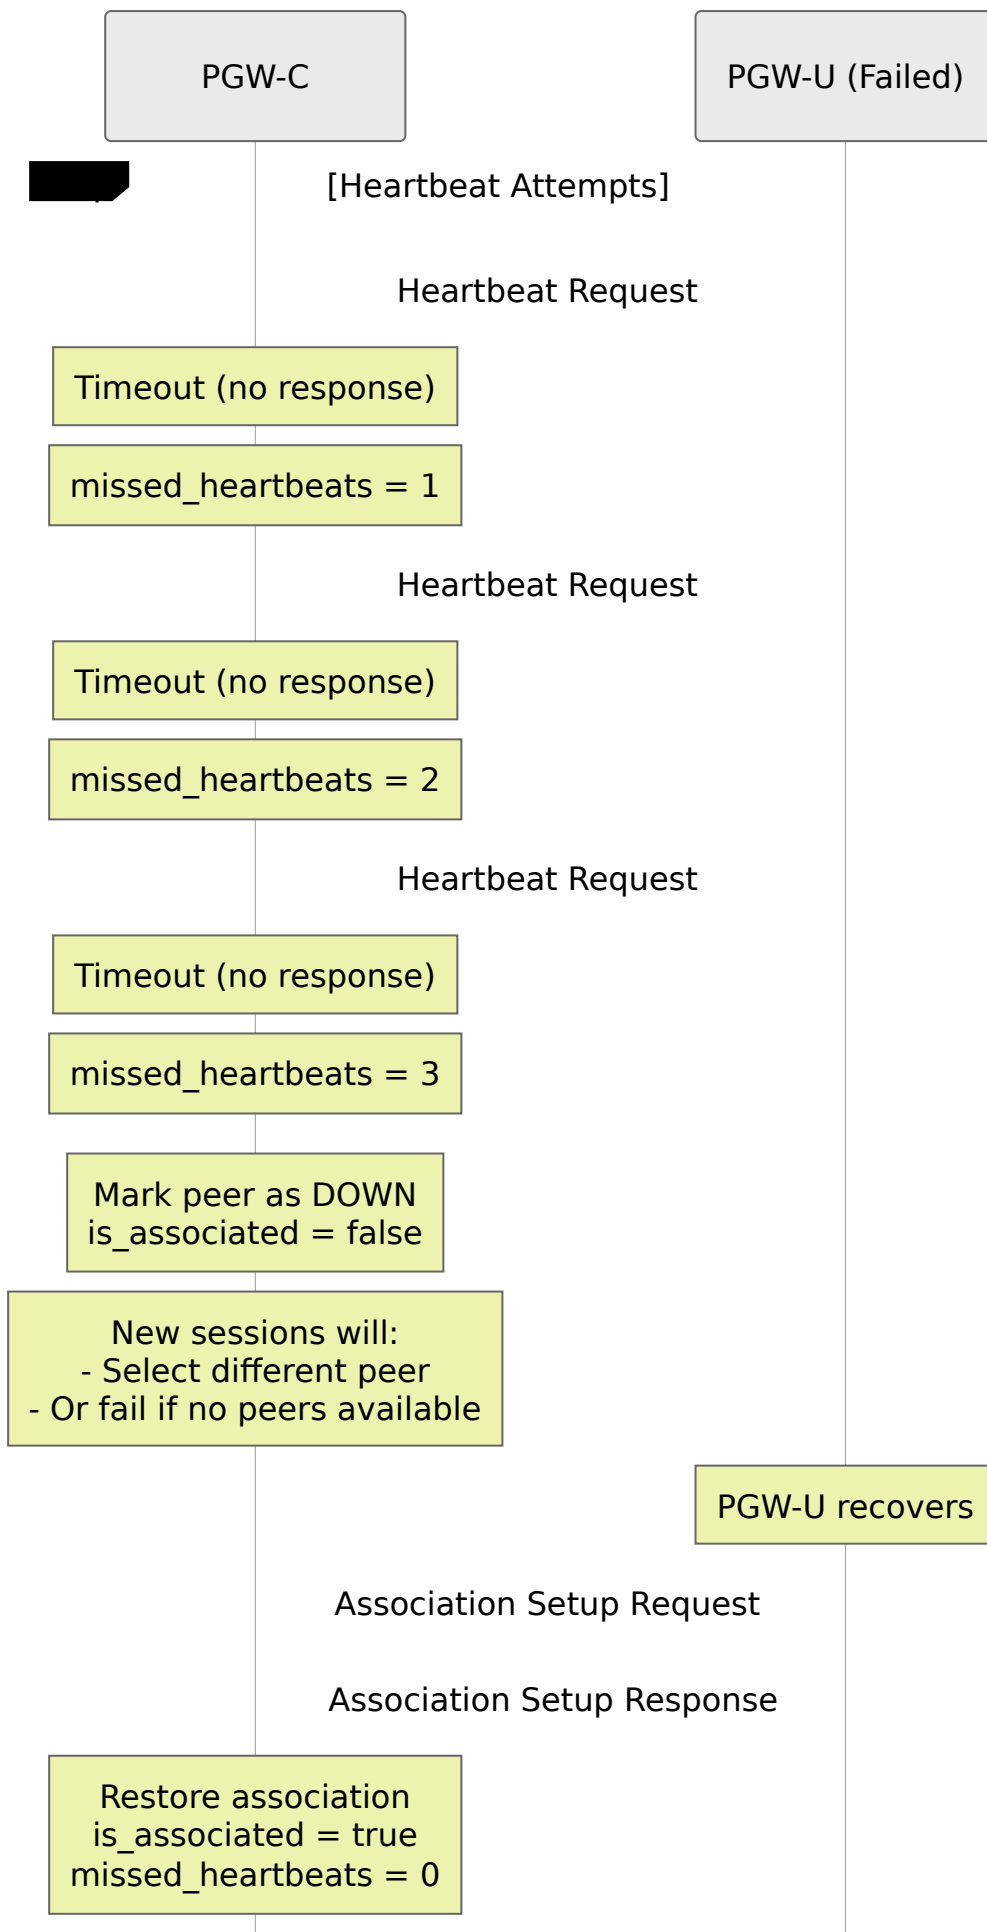 PGW-C
PGW-U (Failed)
[Heartbeat Attempts]
Heartbeat Request
Timeout (no response)
missed_heartbeats = 1
Heartbeat Request
Timeout (no response)
missed_heartbeats = 2
Heartbeat Request
Timeout (no response)
missed_heartbeats = 3
Mark peer as DOWN
is_associated = false
New sessions will:
- Select different peer
- Or fail if no peers available
PGW-U recovers
Association Setup Request
Association Setup Response
Restore association
is_associated = true
missed_heartbeats = 0